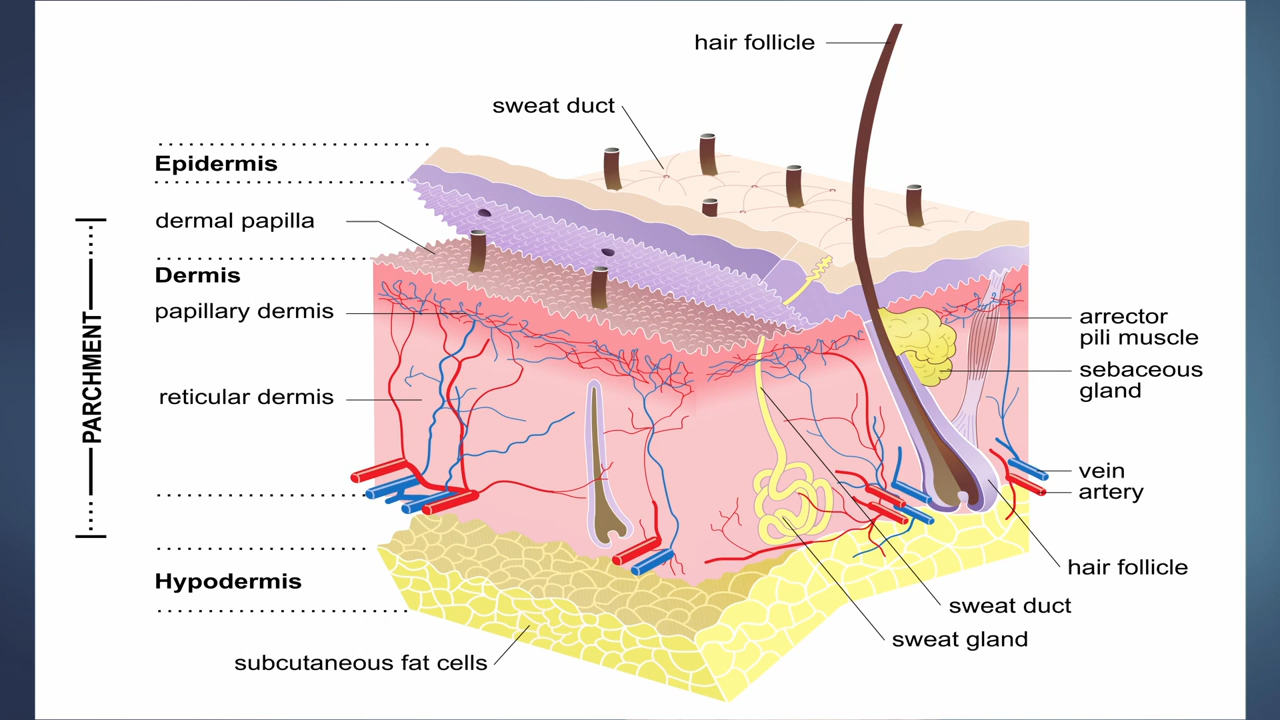 hair follicle
sweat duct
Epidermis
dermal papilla
Dermis
papillary dermis
reticular dermis
PARCHMENT
Hypodermis
subcutaneous fat cells
arrector
pili muscle
sebaceous
gland
vein
artery
hair follicle
sweat duct
sweat gland